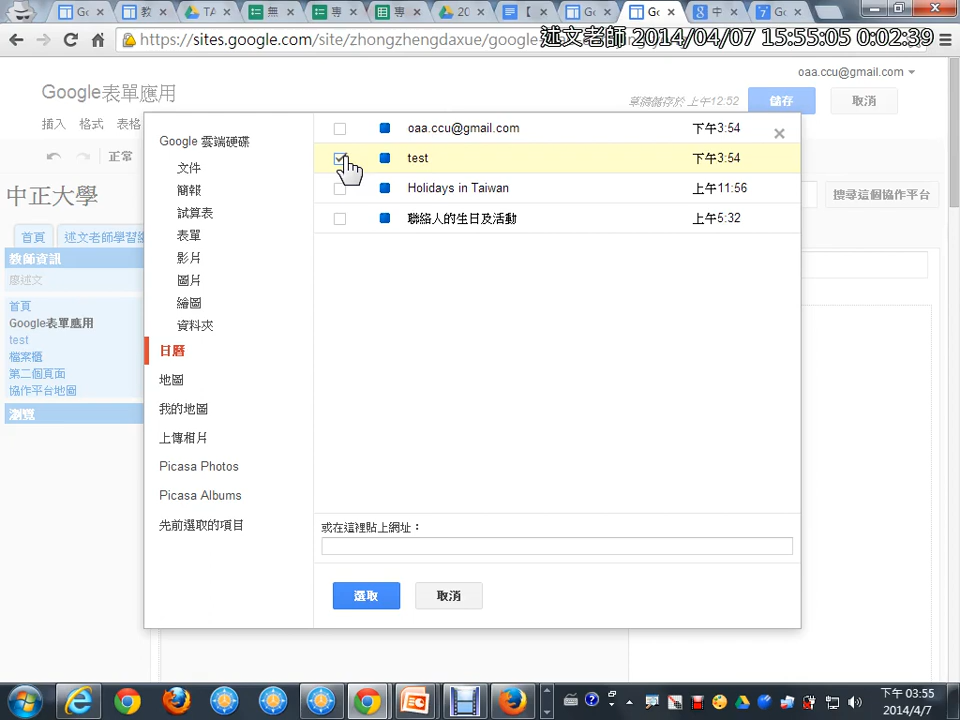 Gc
教
TA
無
專
專
20
【
Gc
Gc
中
Gc
https://sites.google.com/site/zhongzhengdaxue/google
述文老師 2014/04/07 15:55:05 0:02:39
oaa.ccu@gmail.com
Google表單應用
草稿儲存於 上午12:52
儲存
取消
插入 格式 表格
正常
中正大學
搜尋這個協作平台
首頁
述文老師學習
教師資訊
廖述文
首頁
Google表單應用
test
檔案櫃
第二個頁面
協作平台地圖
瀏覽
Google 雲端硬碟
文件
簡報
試算表
表單
影片
圖片
繪圖
資料夾
日曆
地圖
我的地圖
上傳相片
Picasa Photos
Picasa Albums
先前選取的項目
oaa.ccu@gmail.com 下午3:54
test 下午3:54
Holidays in Taiwan 上午11:56
聯絡人的生日及活動 上午5:32
或在這裡貼上網址：
選取
取消
下午 03:55
2014/4/7